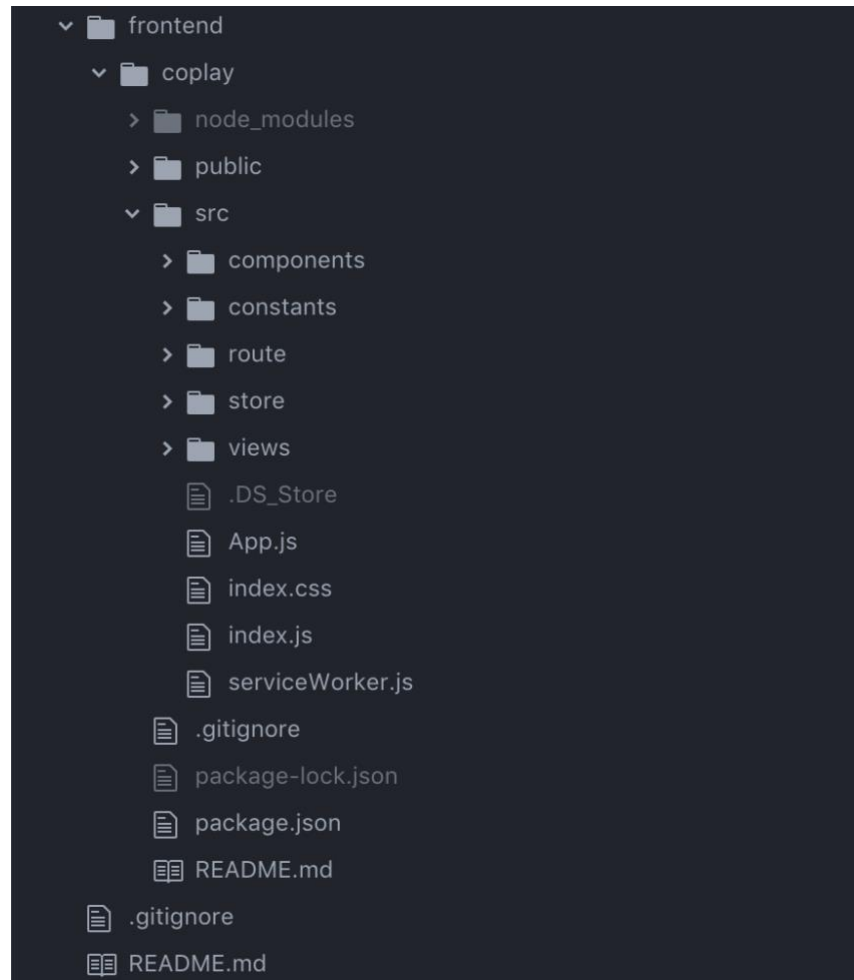 frontend
coplay
node_modules
public
src
components
constants
route
store
views
.DS_Store
App.js
index.css
index.js
serviceWorker.js
.gitignore
package-lock.json
package.json
README.md
.gitignore
README.md